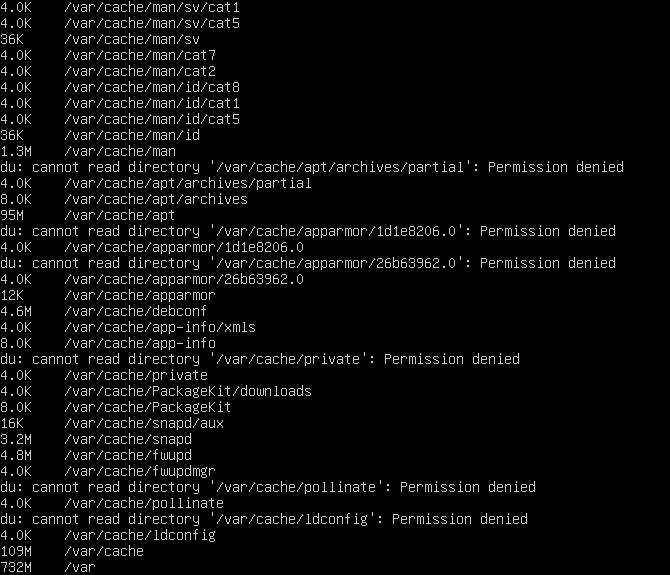 4.0K    /var/cache/man/sv/cat1
4.0K    /var/cache/man/sv/cat5
36K     /var/cache/man/sv
4.0K    /var/cache/man/cat7
4.0K    /var/cache/man/cat2
4.0K    /var/cache/man/id/cat8
4.0K    /var/cache/man/id/cat1
4.0K    /var/cache/man/id/cat5
36K     /var/cache/man/id
1.3M    /var/cache/man
du: cannot read directory '/var/cache/apt/archives/partial': Permission denied
4.0K    /var/cache/apt/archives/partial
8.0K    /var/cache/apt/archives
95M     /var/cache/apt
du: cannot read directory '/var/cache/apparmor/1d1e8206.0': Permission denied
4.0K    /var/cache/apparmor/1d1e8206.0
du: cannot read directory '/var/cache/apparmor/26b63962.0': Permission denied
4.0K    /var/cache/apparmor/26b63962.0
12K     /var/cache/apparmor
4.6M    /var/cache/debconf
4.0K    /var/cache/app-info/xmls
8.0K    /var/cache/app-info
du: cannot read directory '/var/cache/private': Permission denied
4.0K    /var/cache/private
4.0K    /var/cache/PackageKit/downloads
8.0K    /var/cache/PackageKit
16K     /var/cache/snapd/aux
3.2M    /var/cache/snapd
4.8M    /var/cache/fwupd
4.0K    /var/cache/fwupdmgr
du: cannot read directory '/var/cache/pollinate': Permission denied
4.0K    /var/cache/pollinate
du: cannot read directory '/var/cache/ldconfig': Permission denied
4.0K    /var/cache/ldconfig
109M    /var/cache
732M    /var